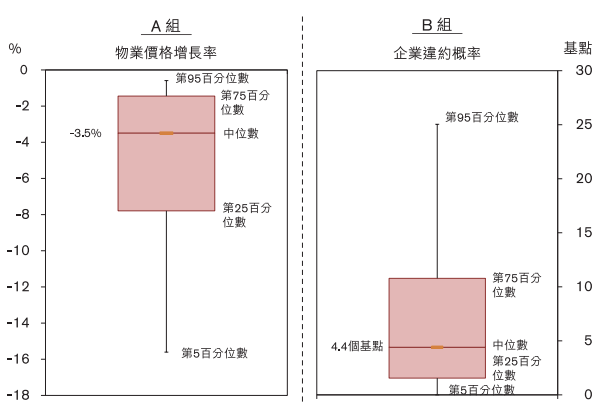 A 組
物業價格增長率
%
0
-2
-4
-6
-8
-10
-12
-14
-16
-18
第95百分位數
第75百分
位數
-3.5%
中位數
第25百分
位數
第5百分位數
B 組
企業違約概率
基點
30
25
20
15
10
5
0
第95百分位數
第75百分
位數
4.4個基點
中位數
第25百分
位數
第5百分位數